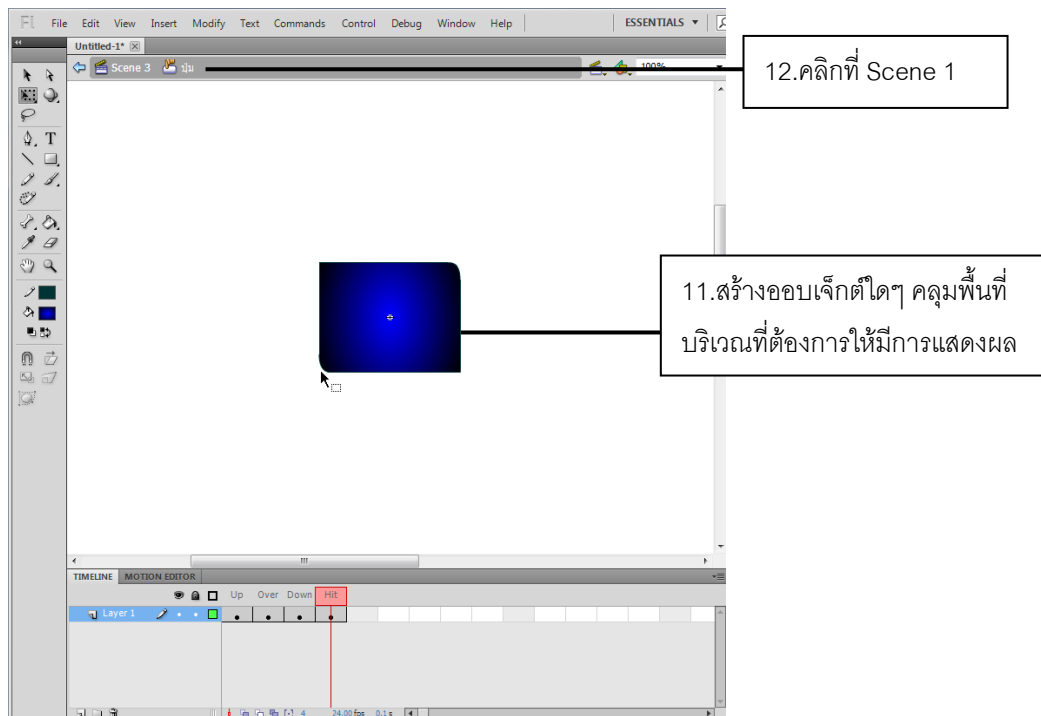 Fl File Edit View Insert Modify Text Commands Control Debug Window Help ESSENTIALS
Untitled-1*
Scene 3 ปุ่ม 100%
12.คลิกที่ Scene 1
T
11.สร้างออบเจ็กต์ใดๆ คลุมพื้นที่
บริเวณที่ต้องการให้มีการแสดงผล
TIMELINE MOTION EDITOR
Up Over Down Hit
Layer 1
4 24.00 fps 0.1 s